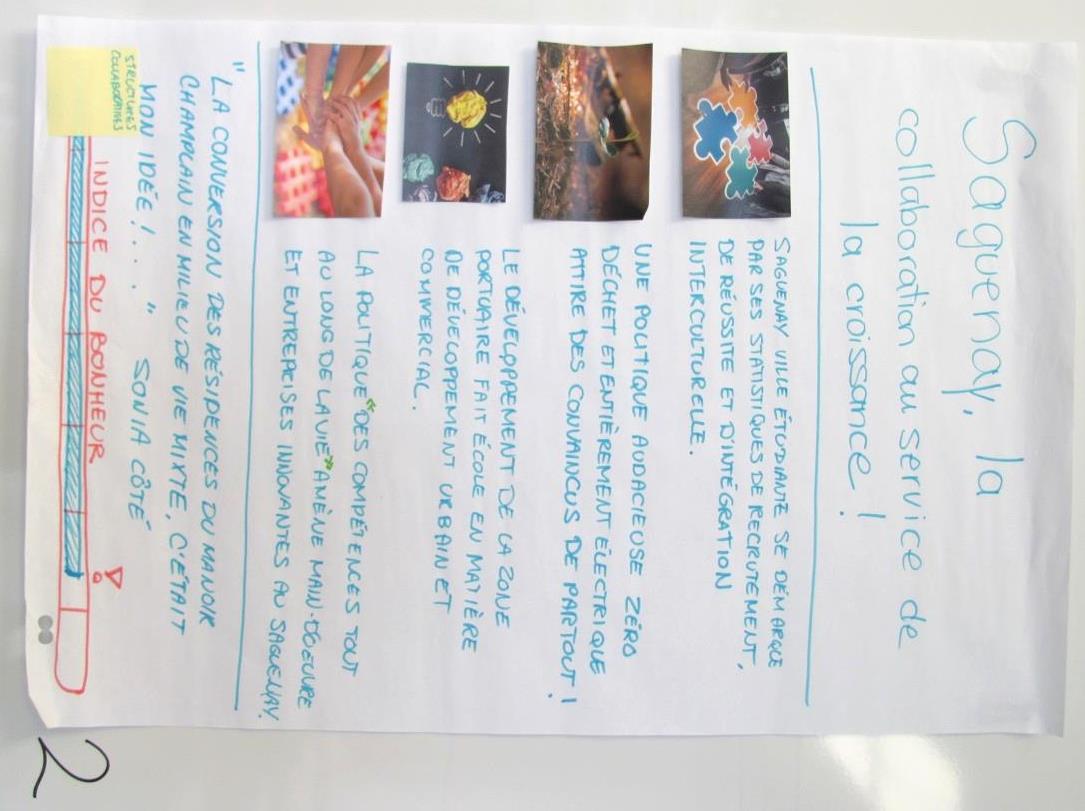 Saguenay, la
collaboration au service de
la croissance !
SAGUENAY VILLE ÉTUDIANTE SE DÉMARQUE
PAR SES STATISTIQUES DE RECRUTEMENT,
DE RÉUSSITE ET D'INTÉGRATION
INTERCULTURELLE.
UNE POLITIQUE AUDACIEUSE ZÉRO
DÉCHET ET ENTIÈREMENT ÉLECTRIQUE
ATTIRE DES CONVAINCUS DE PARTOUT !
LE DÉVELOPPEMENT DE LA ZONE
PORTUAIRE FAIT ÉCOLE EN MATIÈRE
DE DÉVELOPPEMENT URBAIN ET
COMMERCIAL.
LA POLITIQUE « DES COMPÉTENCES TOUT
AU LONG DE LA VIE » AMÈNE MAIN-D'OEUVRE
ET ENTREPRISES INNOVANTES AU SAGUENAY.
" LA CONVERSION DES RÉSIDENCES DU MANOIR
CHAMPLAIN EN MILIEU DE VIE MIXTE, C'ÉTAIT
MON IDÉE !... " SONIA CÔTÉ
STRUCTURES
COLLABORATIVES
INDICE DU BONHEUR
2